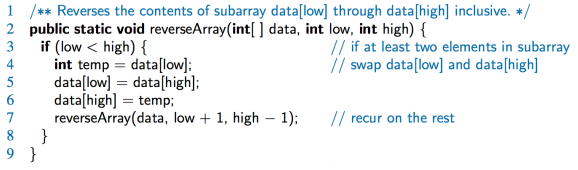 1 /** Reverses the contents of subarray data[low] through data[high] inclusive. */
2 public static void reverseArray(int[ ] data, int low, int high) {
3 if (low < high) { // if at least two elements in subarray
4 int temp = data[low]; // swap data[low] and data[high]
5 data[low] = data[high];
6 data[high] = temp;
7 reverseArray(data, low + 1, high − 1); // recur on the rest
8 }
9 }